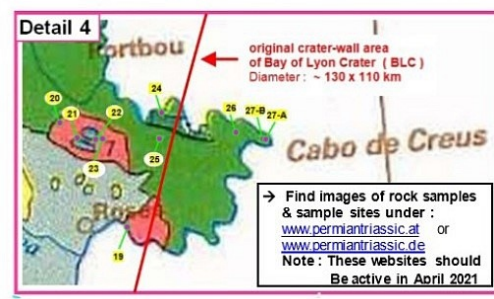 Detail 4
Portbou
original crater-wall area
of Bay of Lyon Crater ( BLC )
Diameter : ~ 130 x 110 km
24
20
22
21
26
27-B
27-A
25
Cabo de Creus
23
→ Find images of rock samples
& sample sites under :
www.permiantriassic.at or
www.permiantriassic.de
Note : These websites should
Be active in April 2021
19